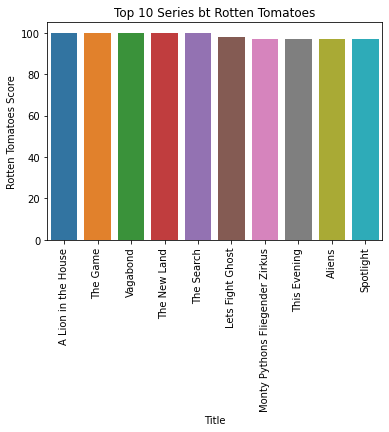 Top 10 Series bt Rotten Tomatoes
Rotten Tomatoes Score
100
80
60
40
20
0
A Lion in the House
The Game
Vagabond
The New Land
The Search
Lets Fight Ghost
Monty Pythons Fliegender Zirkus
This Evening
Aliens
Spotlight
Title